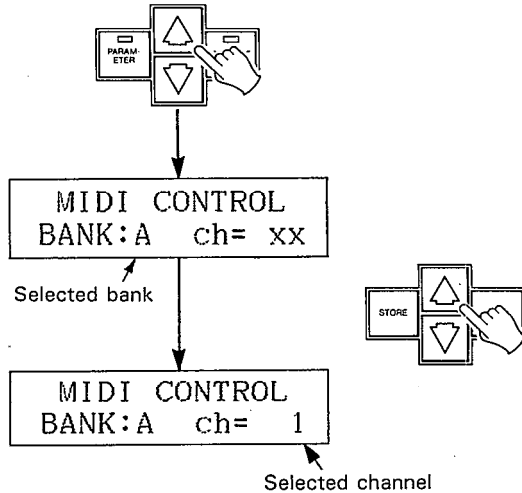 PARAM-
ETER
MIDI CONTROL
BANK:A ch= xx
Selected bank
STORE
MIDI CONTROL
BANK:A ch= 1
Selected channel